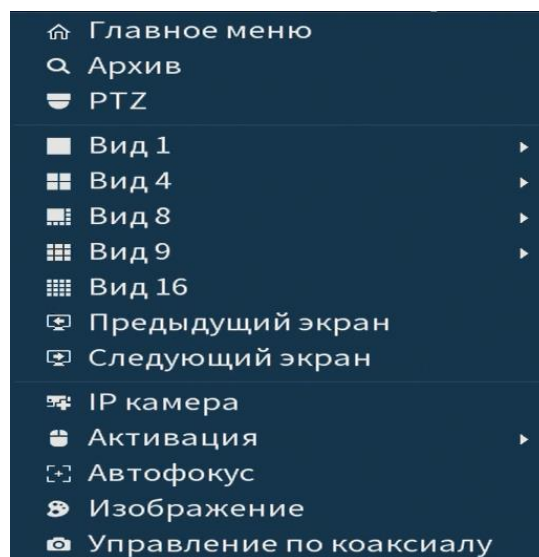 Главное меню
Архив
PTZ
Вид 1
Вид 4
Вид 8
Вид 9
Вид 16
Предыдущий экран
Следующий экран
IP камера
Активация
Автофокус
Изображение
Управление по коаксиалу